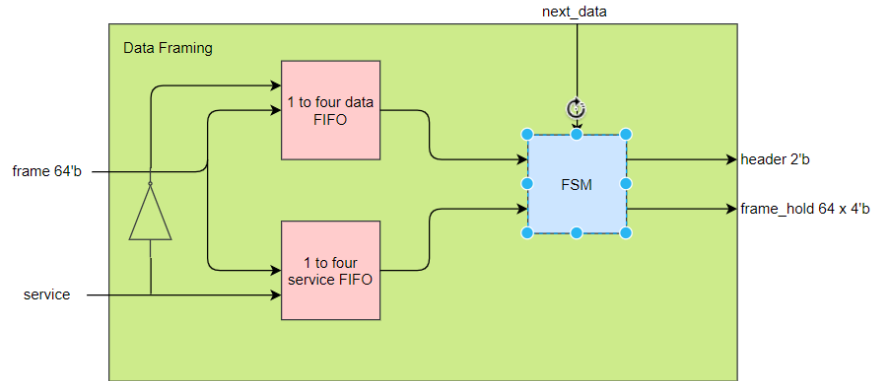 next_data
Data Framing
1 to four data
FIFO
frame 64'b
FSM
header 2'b
frame_hold 64 x 4'b
1 to four
service FIFO
service